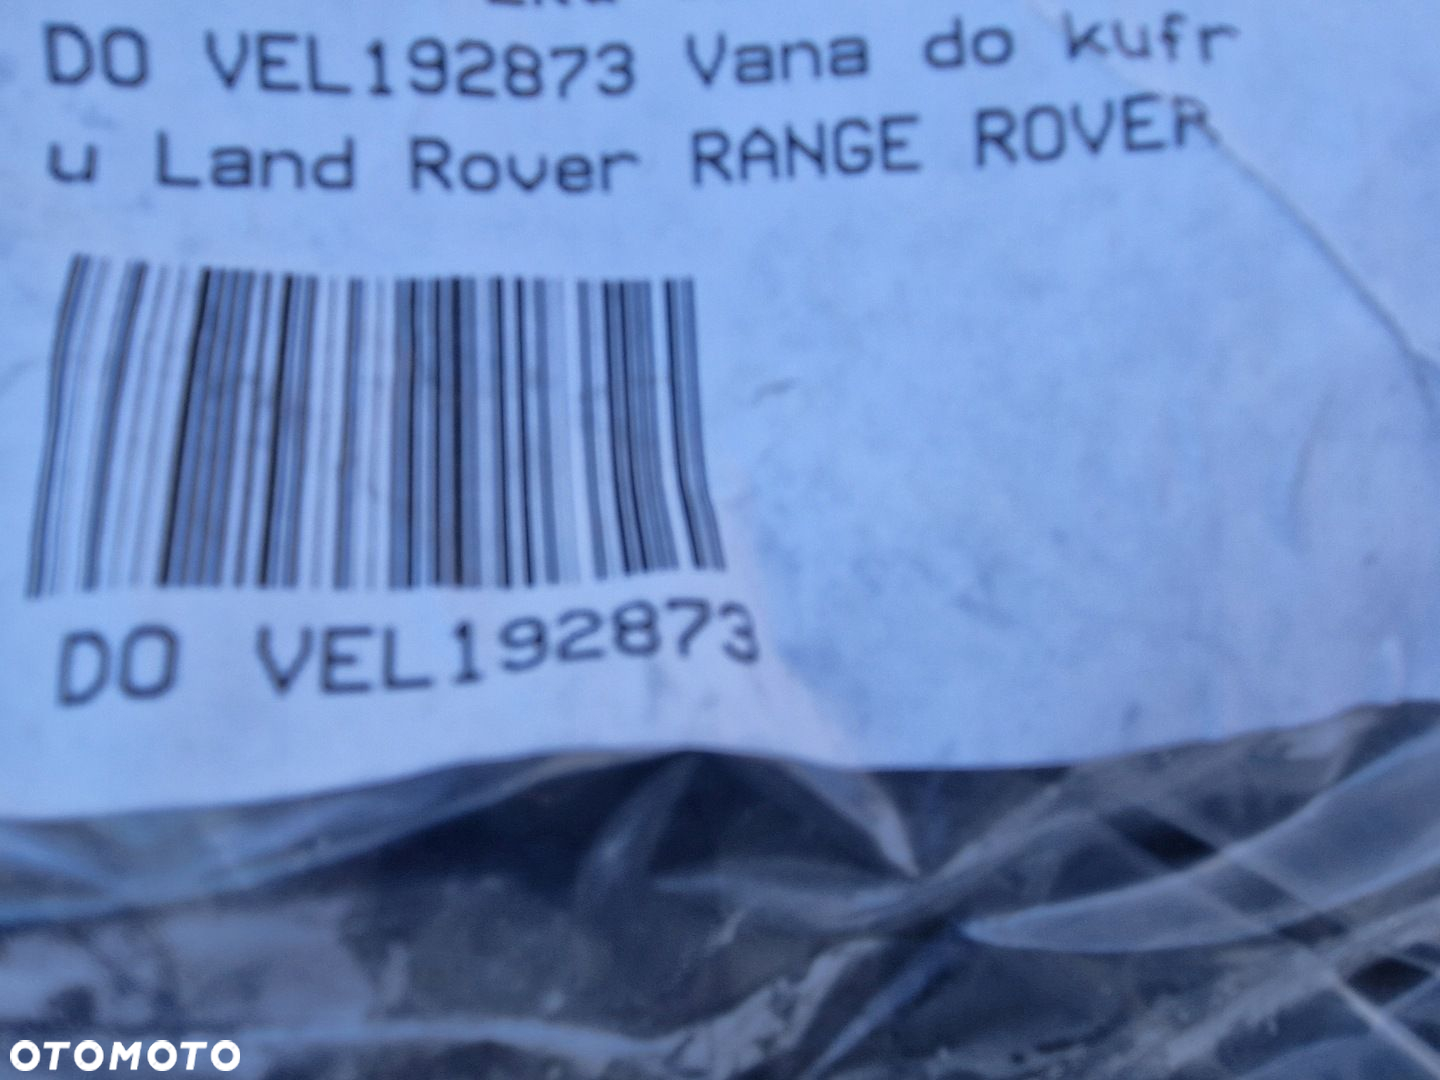 DO VEL192873 Vana do kufr
u Land Rover RANGE ROVER
DO VEL192873
OTOMOTO